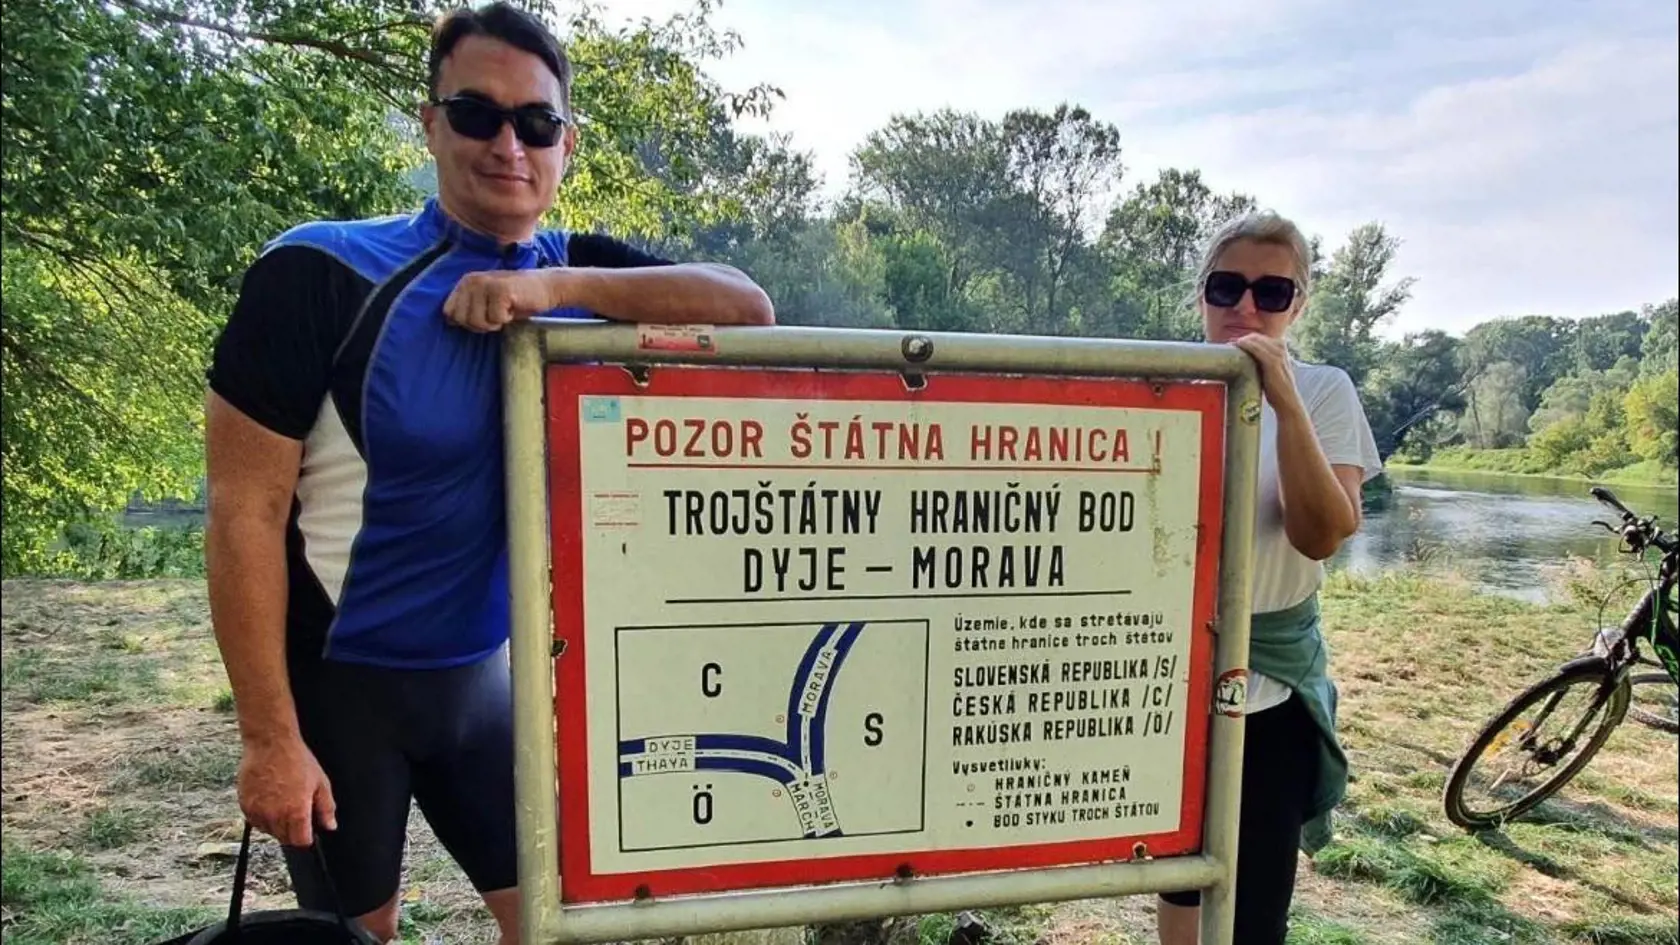 POZOR ŠTÁTNA HRANICA !
TROJŠTÁTNY HRANIČNÝ BOD
DYJE – MORAVA
Územie, kde sa stretávajú
štátne hranice troch štátov
SLOVENSKÁ REPUBLIKA /S/
ČESKÁ REPUBLIKA /C/
RAKÚSKA REPUBLIKA /Ö/
Vysvetlivky:
HRANIČNÝ KAMEŇ
ŠTÁTNA HRANICA
BOD STYKU TROCH ŠTÁTOV
C
MORAVA
S
DYJE
THAYA
Ö
MARCH
MORAVA